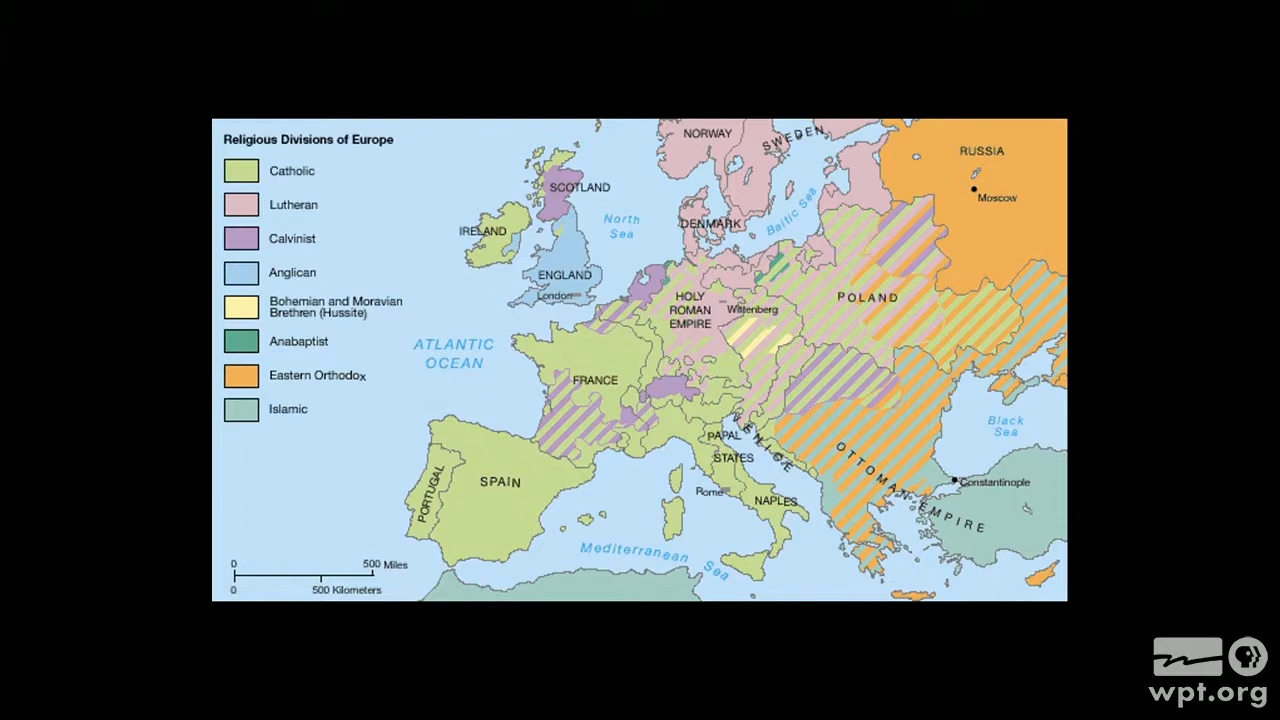 Religious Divisions of Europe
Catholic
Lutheran
Calvinist
Anglican
Bohemian and Moravian
Brethren (Hussite)
Anabaptist
Eastern Orthodox
Islamic
NORWAY
SWEDEN
RUSSIA
Moscow
SCOTLAND
North
Sea
DENMARK
Baltic Sea
IRELAND
ENGLAND
London
HOLY
ROMAN
EMPIRE
Wittenberg
POLAND
ATLANTIC
OCEAN
FRANCE
Black
Sea
VENICE
PAPAL
STATES
OTTOMAN EMPIRE
Constantinople
PORTUGAL
SPAIN
Rome
NAPLES
Mediterranean Sea
0 500 Miles
0 500 Kilometers
wpt.org